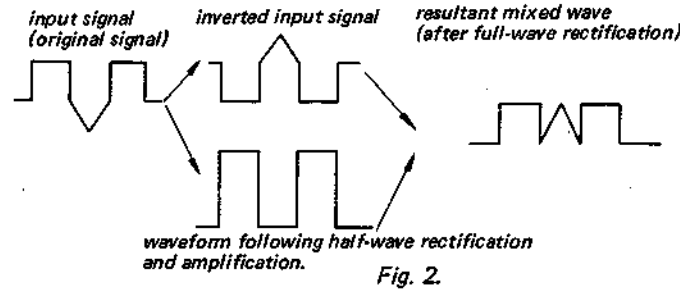 input signal
(original signal)
inverted input signal
resultant mixed wave
(after full-wave rectification)
waveform following half-wave rectification
and amplification.
Fig. 2.